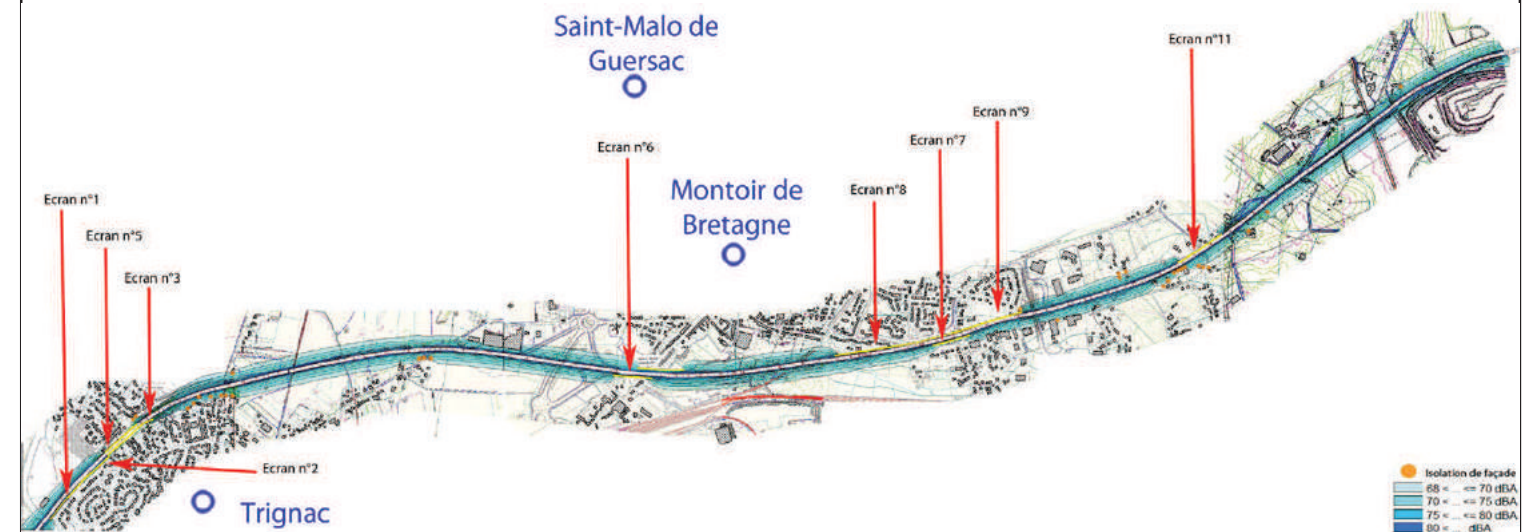 Saint-Malo de
Guersac
Ecran n°11
Ecran n°9
Ecran n°7
Ecran n°6
Montoir de
Bretagne
Ecran n°8
Ecran n°1
Ecran n°5
Ecran n°3
Ecran n°2
Trignac
Isolation de façade
68 < ... <= 70 dBA
70 < ... <= 75 dBA
75 < ... <= 80 dBA
80 < ... dBA